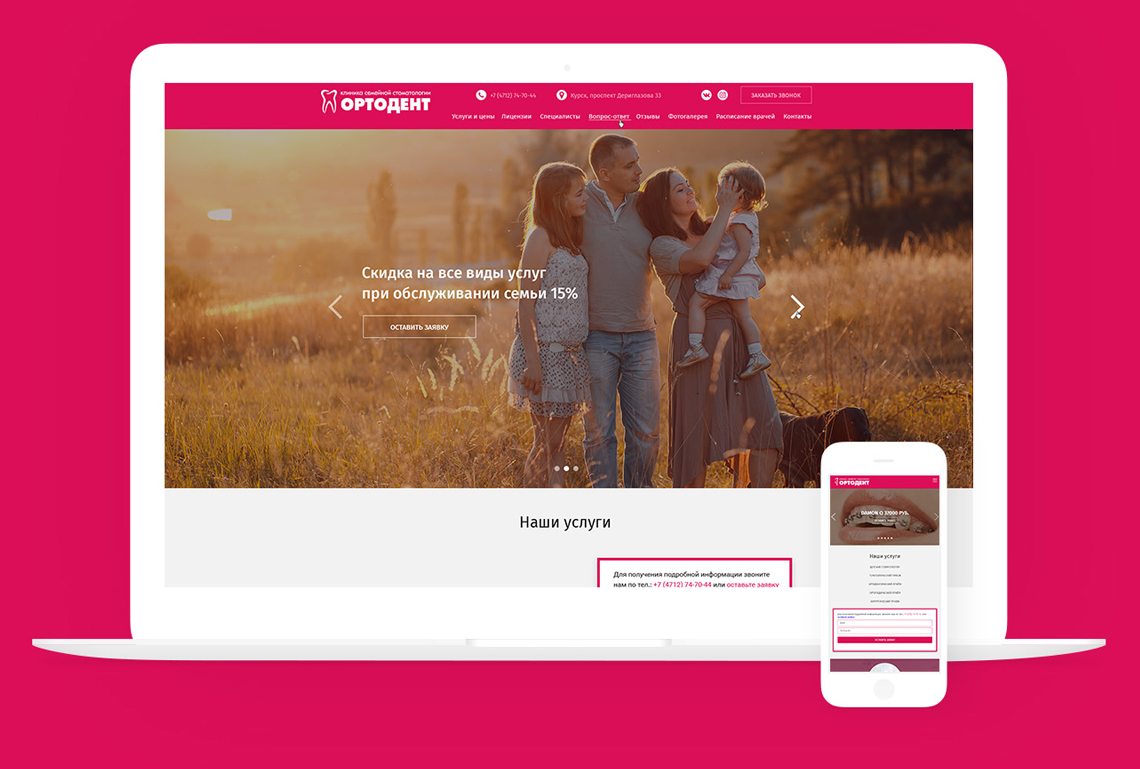 клиника семейной стоматологии
ОРТОДЕНТ
+7 (4712) 74-70-44
Курск, проспект Дериглазова 33
ЗАКАЗАТЬ ЗВОНОК
Услуги и цены Лицензии Специалисты Вопрос-ответ Отзывы Фотогалерея Расписание врачей Контакты
Скидка на все виды услуг
при обслуживании семьи 15%
ОСТАВИТЬ ЗАЯВКУ
Наши услуги
Для получения подробной информации звоните
нам по тел.: +7 (4712) 74-70-44 или оставьте заявку
ОРТОДЕНТ
DAMON Q 37000 РУБ.
Наши услуги
ОСТАВИТЬ ЗАЯВКУ